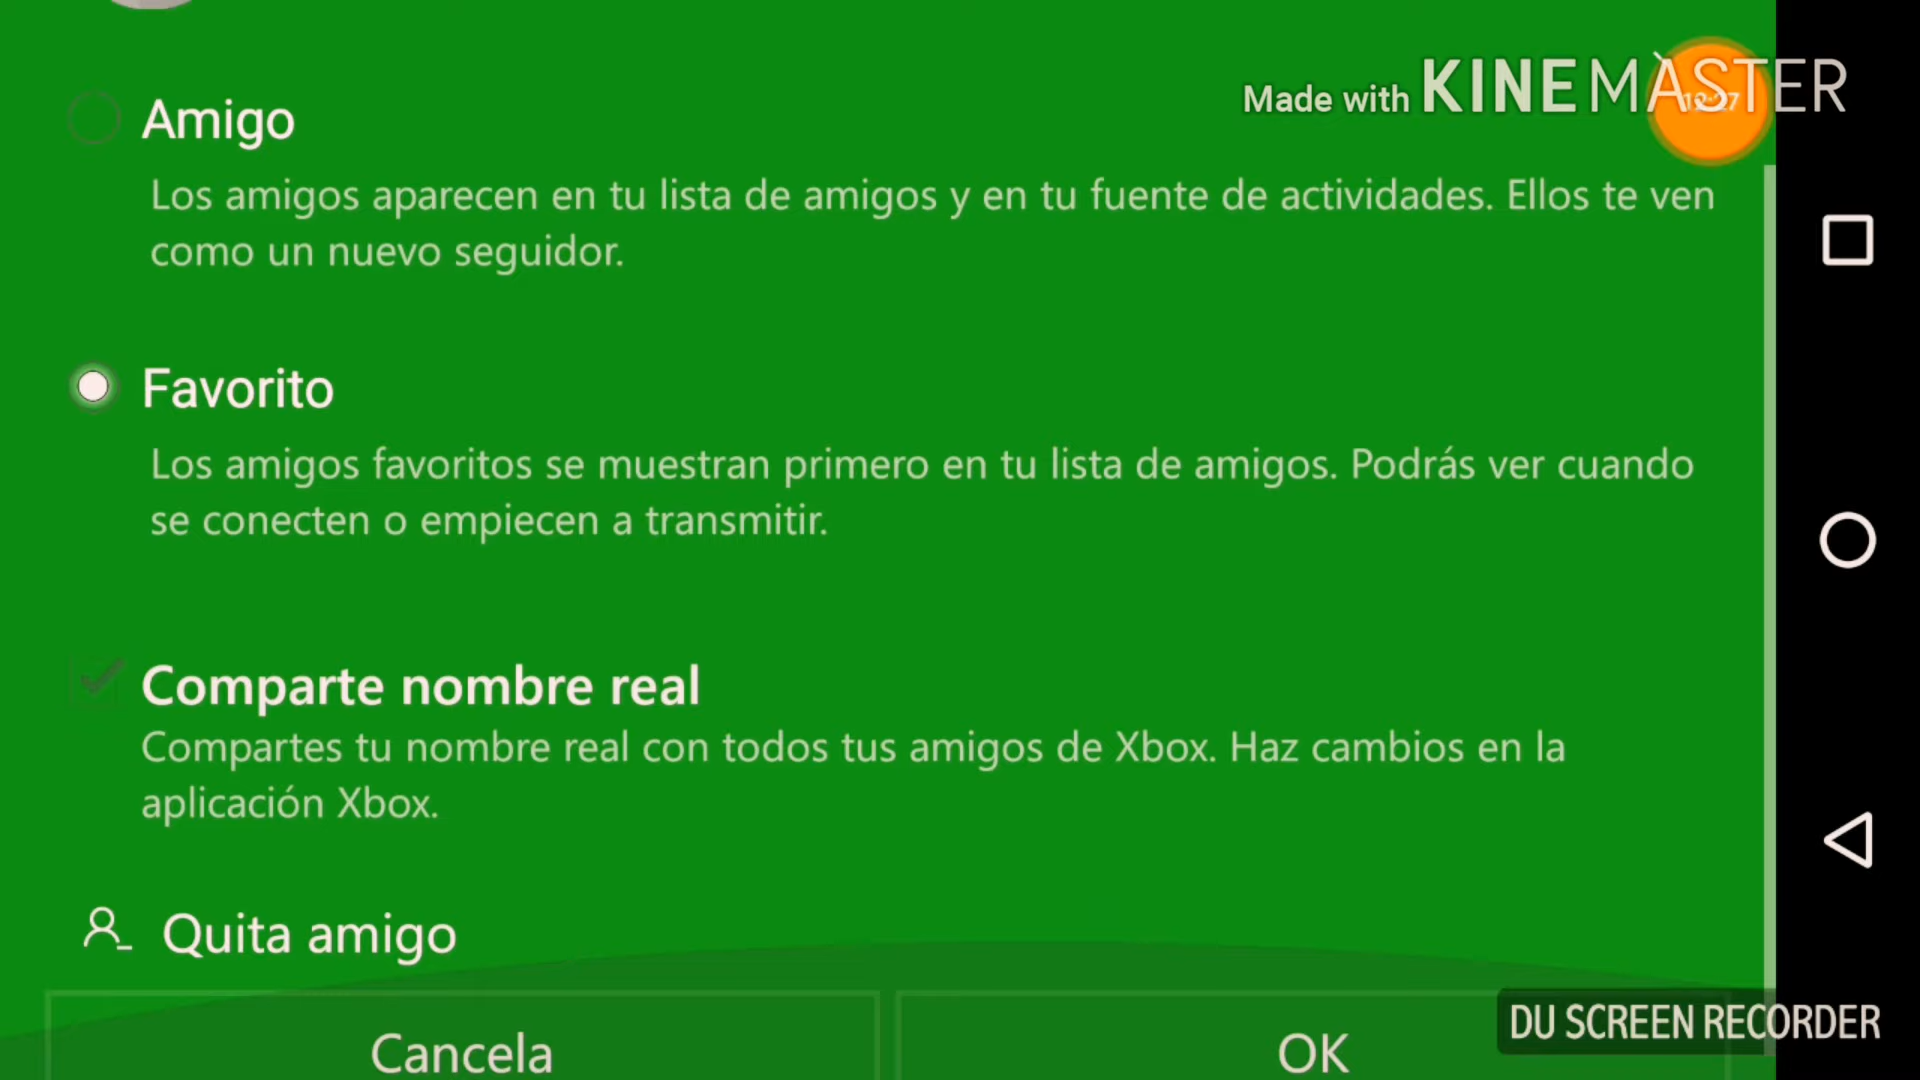 Made with KINEMASTER
12:27
Amigo
Los amigos aparecen en tu lista de amigos y en tu fuente de actividades. Ellos te ven
como un nuevo seguidor.
Favorito
Los amigos favoritos se muestran primero en tu lista de amigos. Podrás ver cuando
se conecten o empiecen a transmitir.
Comparte nombre real
Compartes tu nombre real con todos tus amigos de Xbox. Haz cambios en la
aplicación Xbox.
Quita amigo
Cancela
OK
DU SCREEN RECORDER